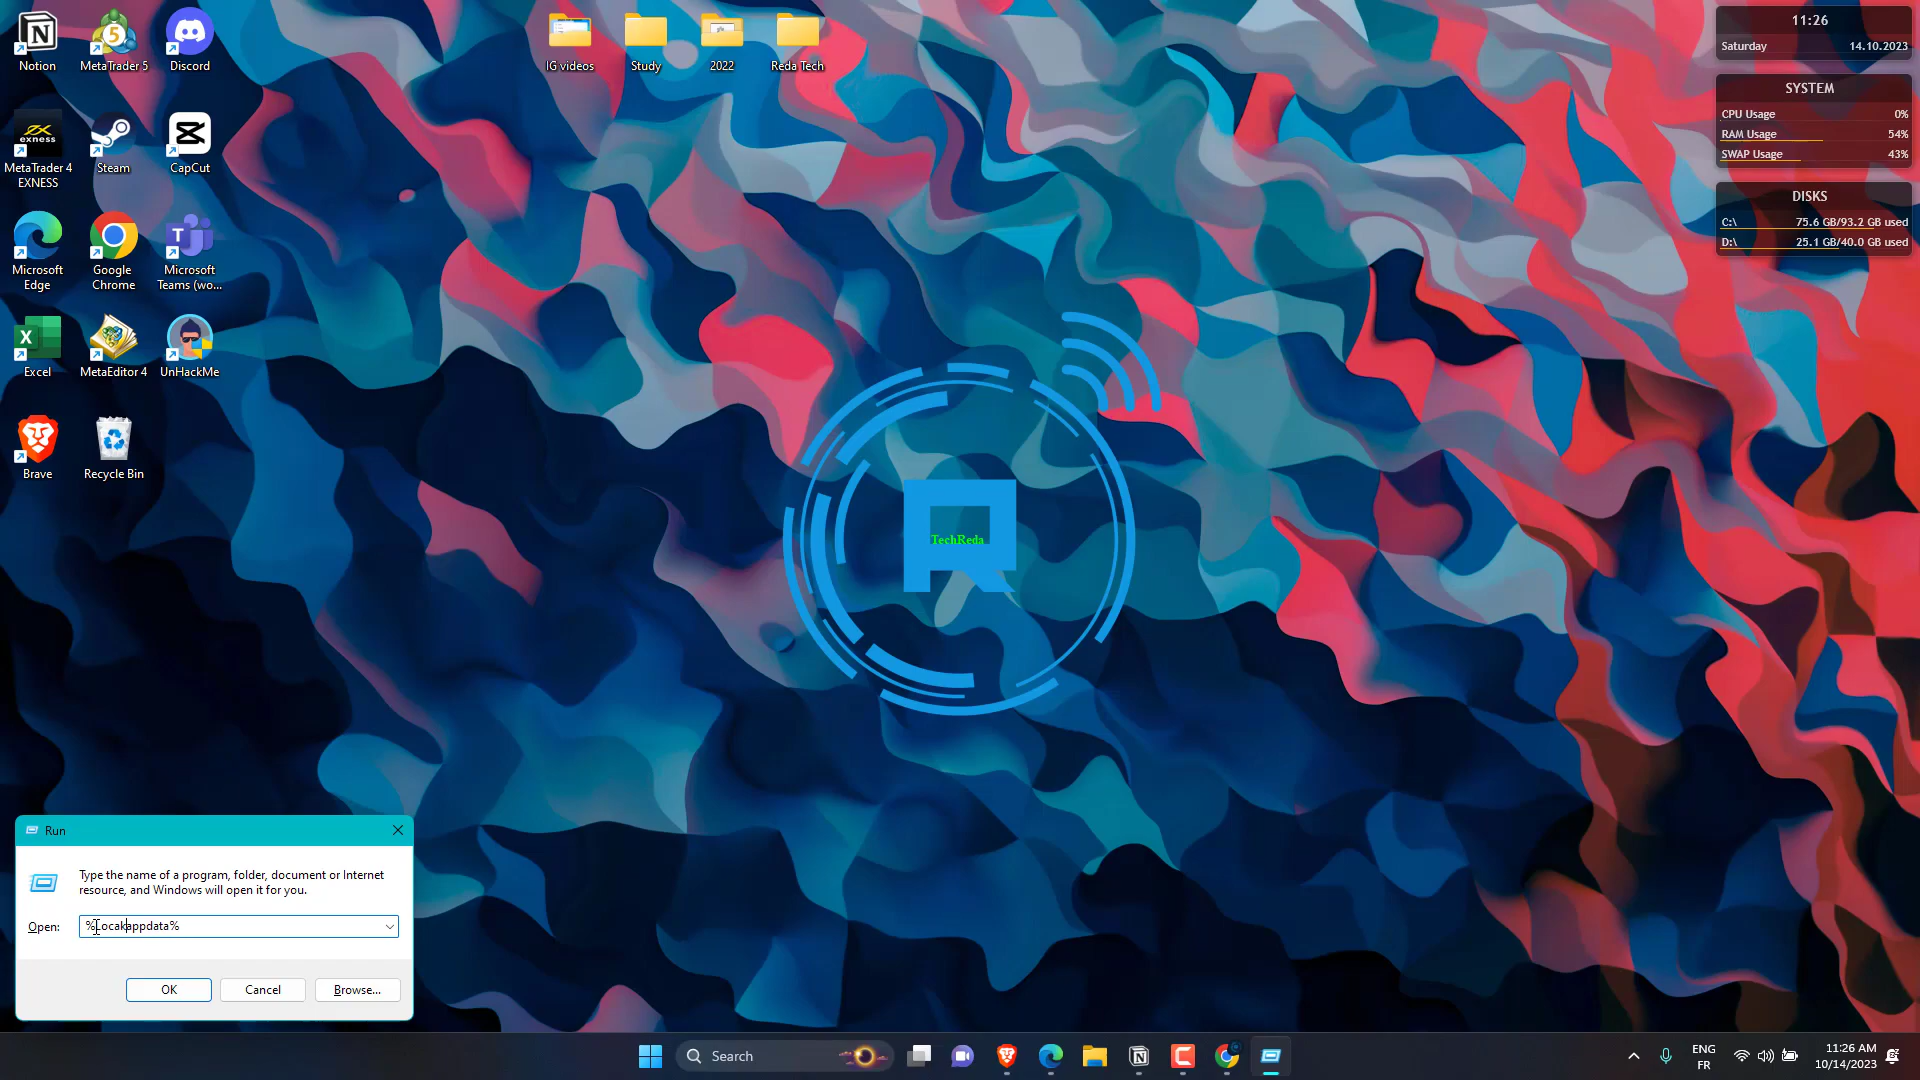 Notion
MetaTrader 5
Discord
IG videos
Study
2022
Reda Tech
11:26
Saturday 14.10.2023
SYSTEM
CPU Usage 0%
RAM Usage 54%
SWAP Usage 43%
DISKS
C:\ 75.6 GB/93.2 GB used
D:\ 25.1 GB/40.0 GB used
exness
MetaTrader 4
EXNESS
Steam
CapCut
Microsoft
Edge
Google
Chrome
Microsoft
Teams (wo...
Excel
MetaEditor 4
UnHackMe
Brave
Recycle Bin
TechReda
Run
Type the name of a program, folder, document or Internet
resource, and Windows will open it for you.
Open: %Locakappdata%
OK
Cancel
Browse...
Search
ENG
FR
11:26 AM
10/14/2023